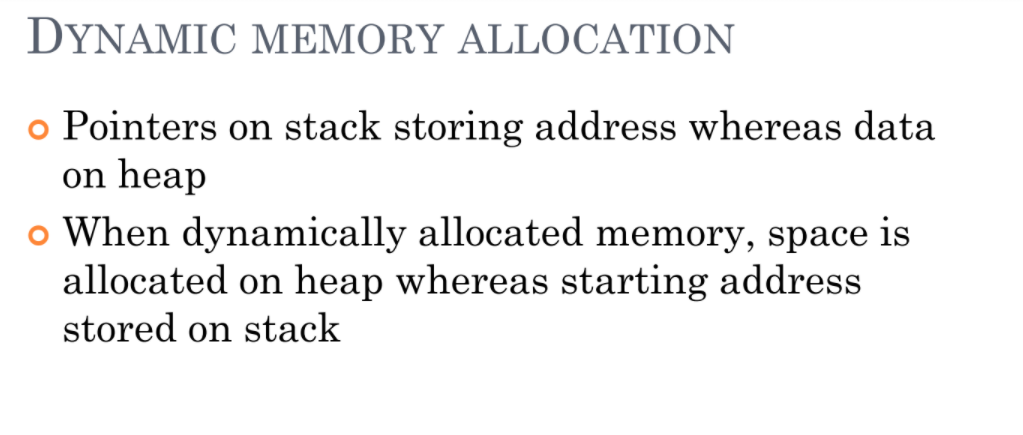 DYNAMIC MEMORY ALLOCATION
Pointers on stack storing address whereas data
on heap
When dynamically allocated memory, space is
allocated on heap whereas starting address
stored on stack